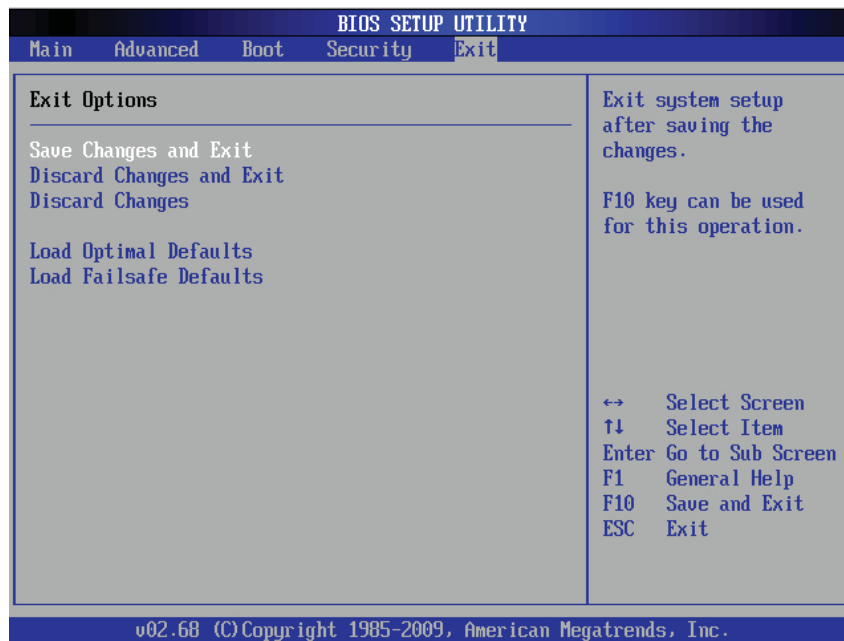 BIOS SETUP UTILITY
Main Advanced Boot Security Exit
Exit Options
Save Changes and Exit
Discard Changes and Exit
Discard Changes
Load Optimal Defaults
Load Failsafe Defaults
Exit system setup
after saving the
changes.
F10 key can be used
for this operation.
↔ Select Screen
↑↓ Select Item
Enter Go to Sub Screen
F1 General Help
F10 Save and Exit
ESC Exit
v02.68 (C)Copyright 1985-2009, American Megatrends, Inc.